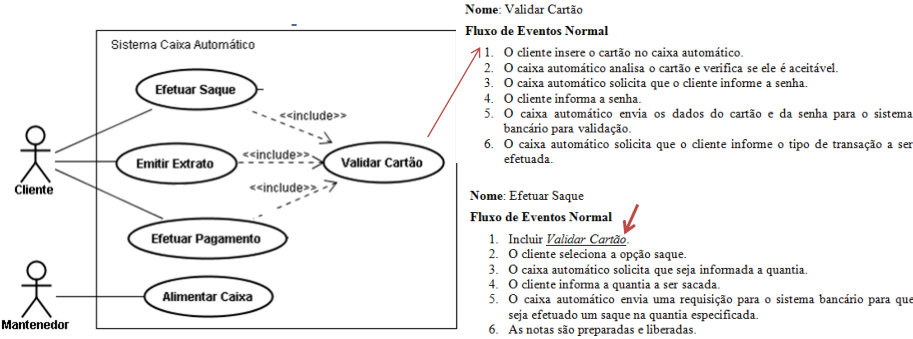 Sistema Caixa Automático
Efetuar Saque
<<include>>
Emitir Extrato
<<include>>
Validar Cartão
<<include>>
Cliente
Efetuar Pagamento
Alimentar Caixa
Mantenedor
Nome: Validar Cartão
Fluxo de Eventos Normal
1. O cliente insere o cartão no caixa automático.
2. O caixa automático analisa o cartão e verifica se ele é aceitável.
3. O caixa automático solicita que o cliente informe a senha.
4. O cliente informa a senha.
5. O caixa automático envia os dados do cartão e da senha para o sistema
bancário para validação.
6. O caixa automático solicita que o cliente informe o tipo de transação a ser
efetuada.
Nome: Efetuar Saque
Fluxo de Eventos Normal
1. Incluir Validar Cartão.
2. O cliente seleciona a opção saque.
3. O caixa automático solicita que seja informada a quantia.
4. O cliente informa a quantia a ser sacada.
5. O caixa automático envia uma requisição para o sistema bancário para que
seja efetuado um saque na quantia especificada.
6. As notas são preparadas e liberadas.